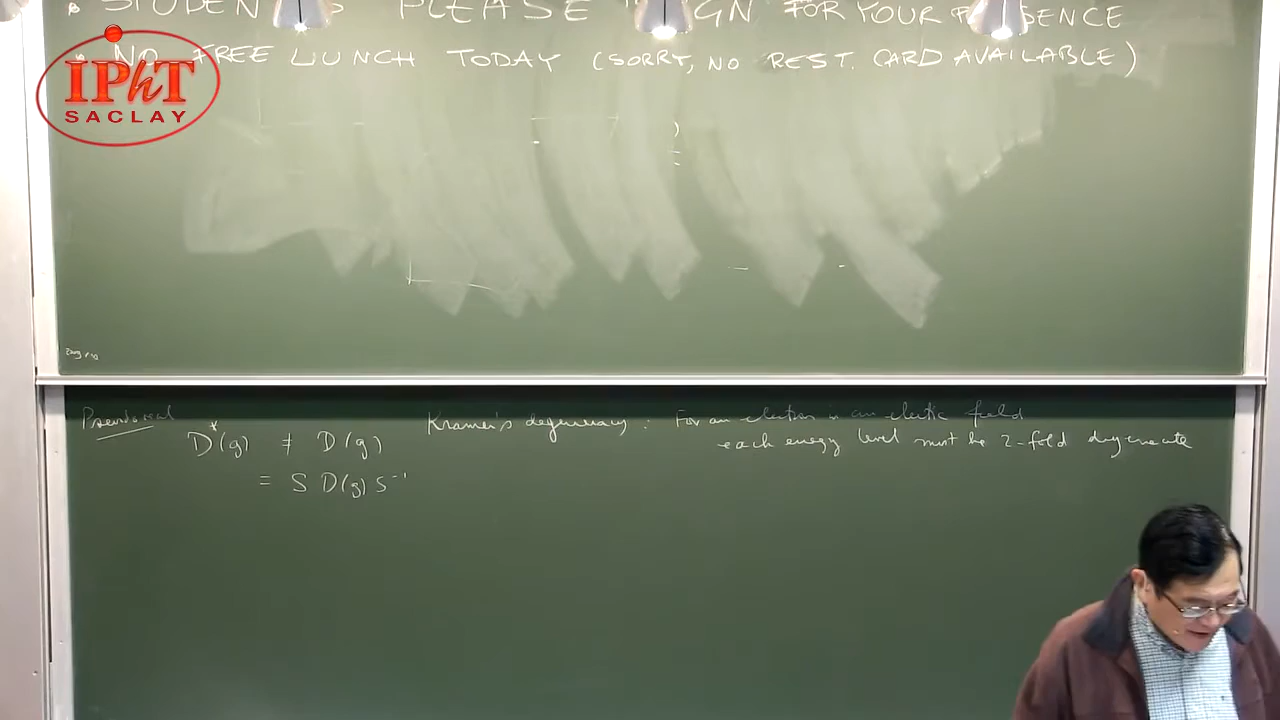 STUDENTS PLEASE SIGN FOR YOUR PRESENCE
NO FREE LUNCH TODAY (SORRY, NO REST. CARD AVAILABLE)
IPhT
SACLAY
Pseudoreal
D*(g) ≠ D(g)
= S D(g) S⁻¹
Kramer's degeneracy : For an electron in an electric field
each energy level must be 2-fold degenerate